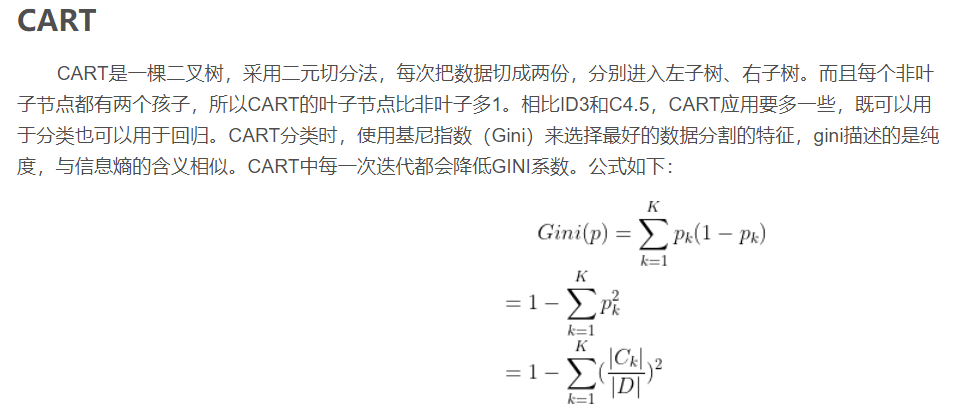 CART
CART是一棵二叉树，采用二元切分法，每次把数据切成两份，分别进入左子树、右子树。而且每个非叶
子节点都有两个孩子，所以CART的叶子节点比非叶子多1。相比ID3和C4.5，CART应用要多一些，既可以用
于分类也可以用于回归。CART分类时，使用基尼指数（Gini）来选择最好的数据分割的特征，gini描述的是纯
度，与信息熵的含义相似。CART中每一次迭代都会降低GINI系数。公式如下：
$Gini(p) = \sum_{k=1}^{K} p_k(1 - p_k)$
$= 1 - \sum_{k=1}^{K} p_k^2$
$= 1 - \sum_{k=1}^{K} (\frac{|C_k|}{|D|})^2$